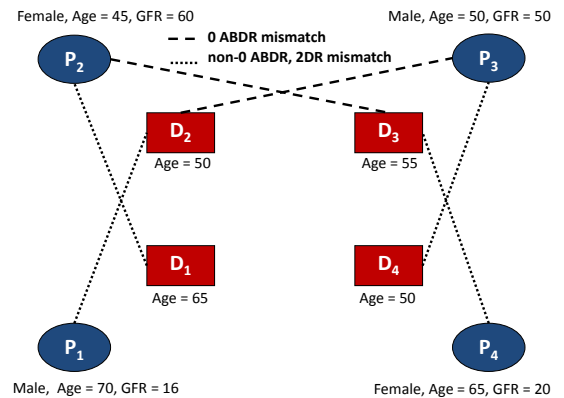 Female, Age = 45, GFR = 60
Male, Age = 50, GFR = 50
0 ABDR mismatch
non-0 ABDR, 2DR mismatch
P2
P3
D2
D3
Age = 50
Age = 55
D1
D4
Age = 65
Age = 50
P1
P4
Male, Age = 70, GFR = 16
Female, Age = 65, GFR = 20